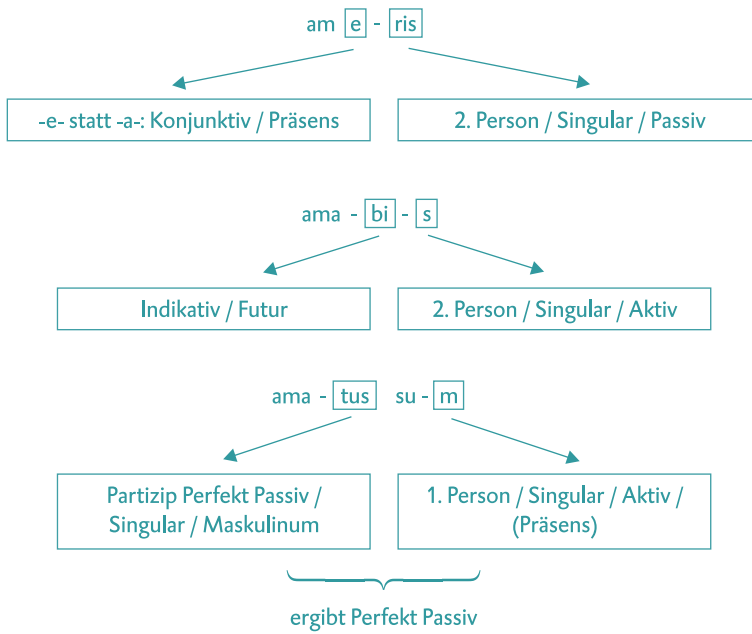 am e - ris
-e- statt -a-: Konjunktiv / Präsens
2. Person / Singular / Passiv
ama - bi - s
Indikativ / Futur
2. Person / Singular / Aktiv
ama - tus su - m
Partizip Perfekt Passiv /
Singular / Maskulinum
1. Person / Singular / Aktiv /
(Präsens)
ergibt Perfekt Passiv